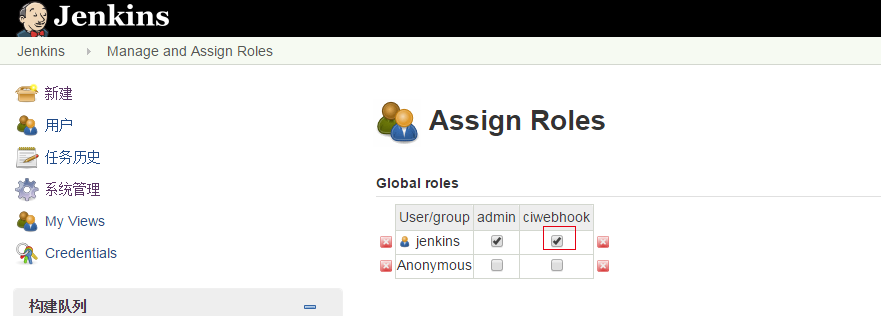 Jenkins
Jenkins Manage and Assign Roles
新建
用户
任务历史
系统管理
My Views
Credentials
构建队列
Assign Roles
Global roles
User/group admin ciwebhook
jenkins
Anonymous